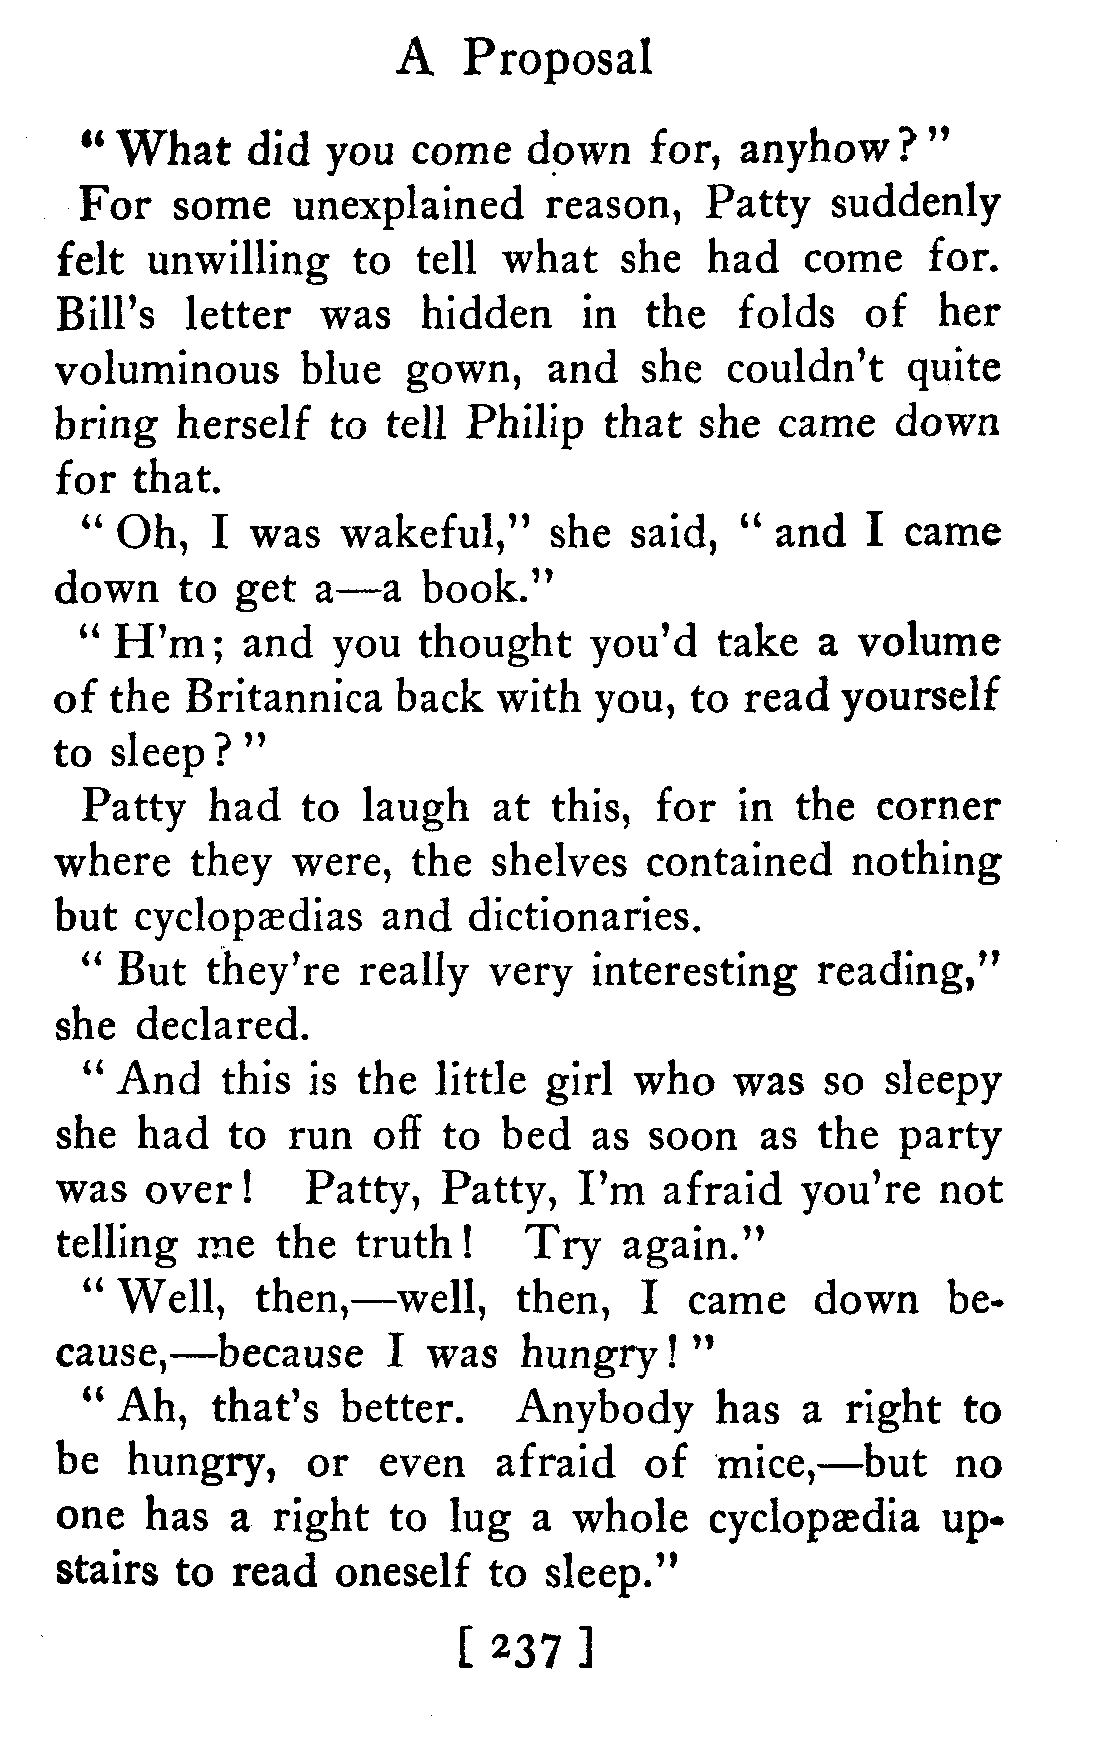 A Proposal
“ What did you come down for, anyhow ? ”
For some unexplained reason, Patty suddenly
felt unwilling to tell what she had come for.
Bill’s letter was hidden in the folds of her
voluminous blue gown, and she couldn’t quite
bring herself to tell Philip that she came down
for that.
“ Oh, I was wakeful,” she said, “ and I came
down to get a—a book.”
“ H’m ; and you thought you’d take a volume
of the Britannica back with you, to read yourself
to sleep ? ”
Patty had to laugh at this, for in the corner
where they were, the shelves contained nothing
but cyclopædias and dictionaries.
“ But they’re really very interesting reading,”
she declared.
“ And this is the little girl who was so sleepy
she had to run off to bed as soon as the party
was over ! Patty, Patty, I’m afraid you’re not
telling me the truth ! Try again.”
“ Well, then,—well, then, I came down be-
cause,—because I was hungry ! ”
“ Ah, that’s better. Anybody has a right to
be hungry, or even afraid of mice,—but no
one has a right to lug a whole cyclopædia up-
stairs to read oneself to sleep.”
[ 237 ]